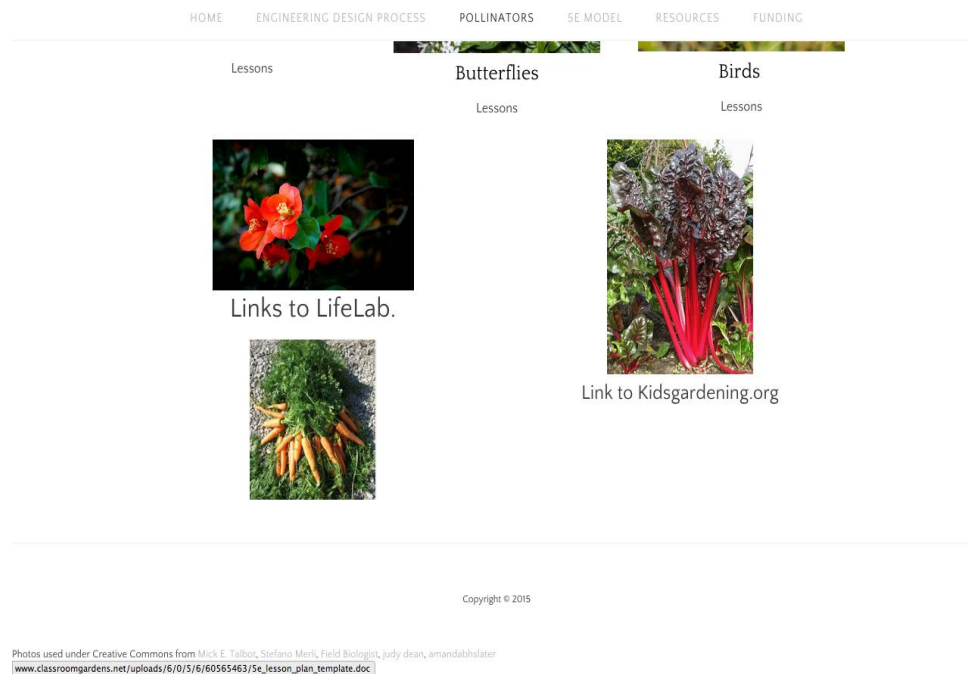 HOME ENGINEERING DESIGN PROCESS POLLINATORS 5E MODEL RESOURCES FUNDING
Lessons
Butterflies
Lessons
Birds
Lessons
Links to LifeLab.
Link to Kidsgardening.org
Copyright © 2015
Photos used under Creative Commons from Mick E. Talbot, Stefano Merli, Field Biologist, judy dean, amandabhslater
www.classroomgardens.net/uploads/6/0/5/6/60565463/5e_lesson_plan_template.doc